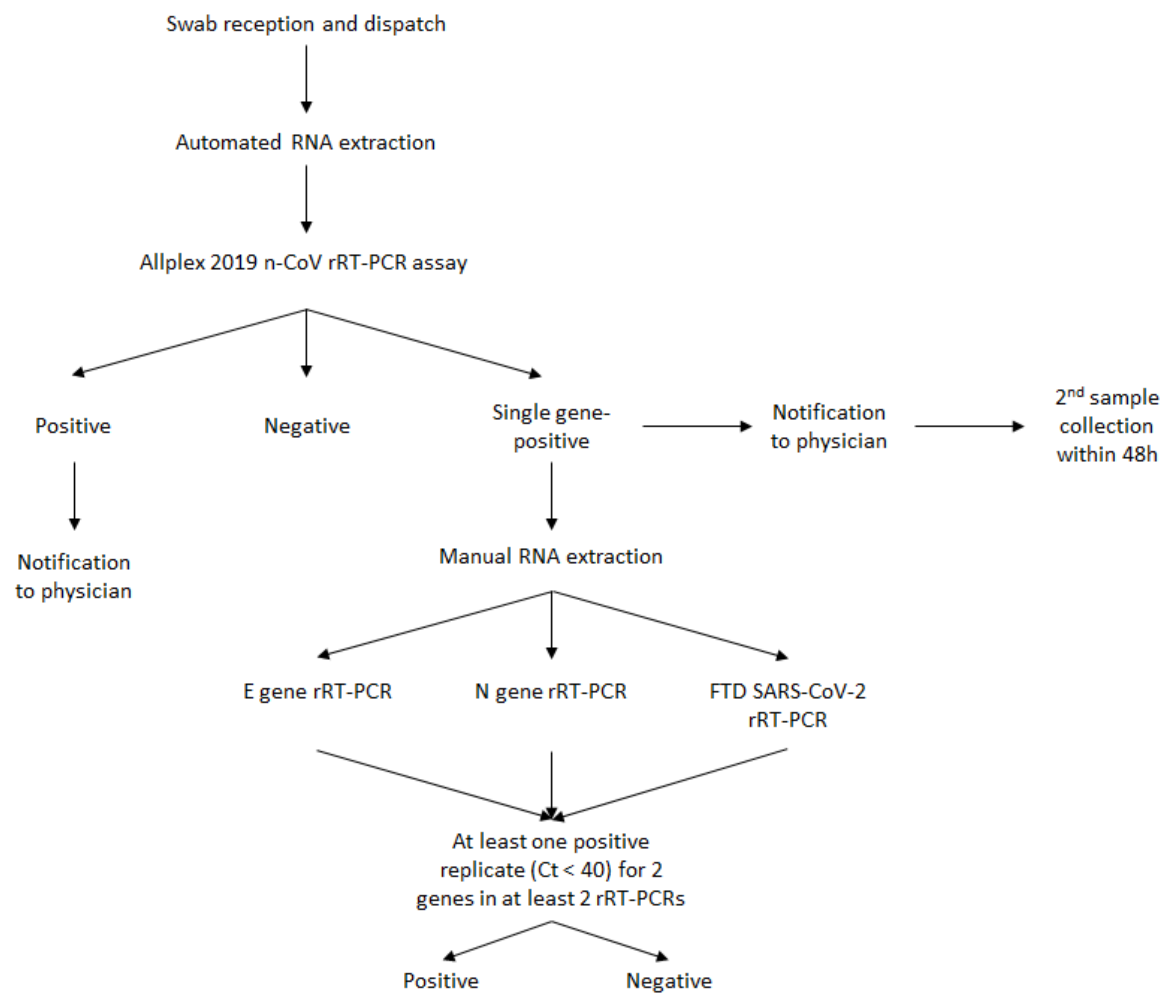 Swab reception and dispatch
Automated RNA extraction
Allplex 2019 n-CoV rRT-PCR assay
Positive
Negative
Single gene-
positive
Notification
to physician
2nd sample
collection
within 48h
Notification
to physician
Manual RNA extraction
E gene rRT-PCR
N gene rRT-PCR
FTD SARS-CoV-2
rRT-PCR
At least one positive
replicate (Ct < 40) for 2
genes in at least 2 rRT-PCRs
Positive
Negative